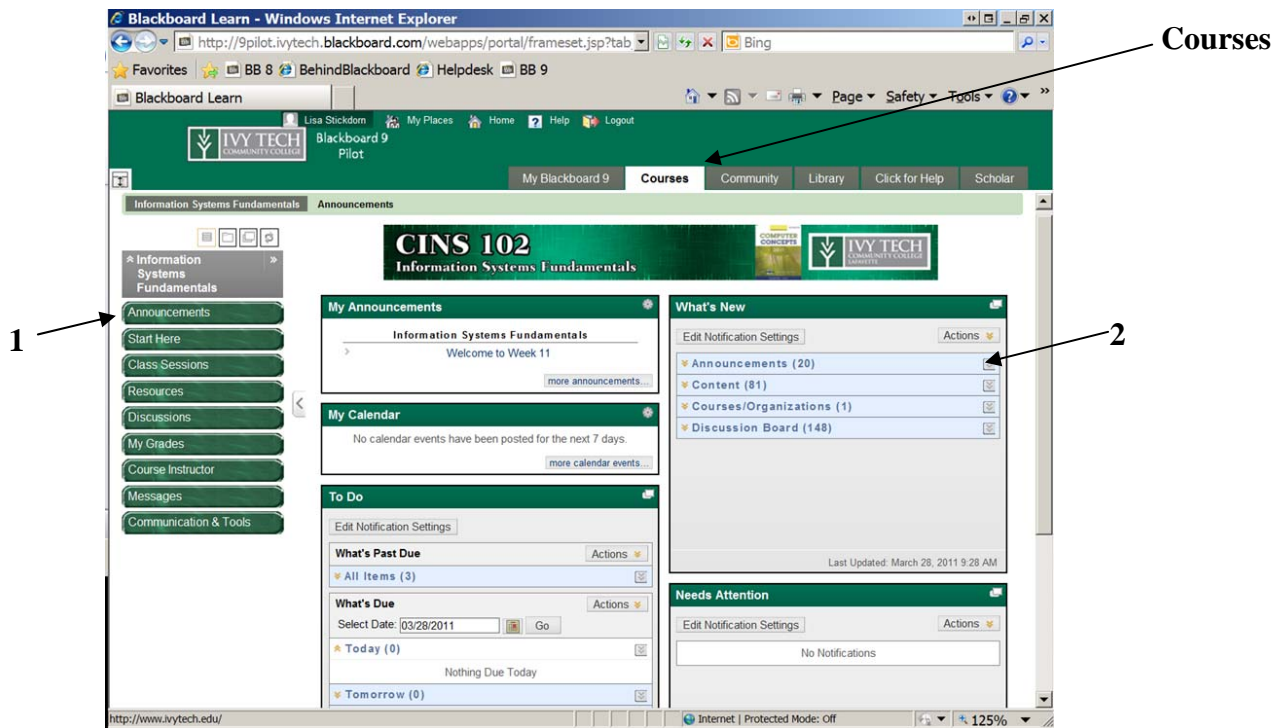 Blackboard Learn - Windows Internet Explorer
http://9pilot.ivytech.blackboard.com/webapps/portal/frameset.jsp?tab
Bing
Courses
Favorites BB 8 BehindBlackboard Helpdesk BB 9
Blackboard Learn
Page Safety Tools
Lisa Stickdorn My Places Home Help Logout
IVY TECH
COMMUNITY COLLEGE
Blackboard 9
Pilot
My Blackboard 9 Courses Community Library Click for Help Scholar
Information Systems Fundamentals Announcements
CINS 102
Information Systems Fundamentals
COMPUTER
CONCEPTS
IVY TECH
COMMUNITY COLLEGE
LAFAYETTE
Information
Systems
Fundamentals
1
Announcements
Start Here
Class Sessions
Resources
Discussions
My Grades
Course Instructor
Messages
Communication & Tools
My Announcements
Information Systems Fundamentals
Welcome to Week 11
more announcements...
My Calendar
No calendar events have been posted for the next 7 days.
more calendar events...
To Do
Edit Notification Settings
What's Past Due Actions
All Items (3)
What's Due Actions
Select Date: 03/28/2011 Go
Today (0)
Nothing Due Today
Tomorrow (0)
What's New
Edit Notification Settings Actions
2
Announcements (20)
Content (81)
Courses/Organizations (1)
Discussion Board (148)
Last Updated: March 28, 2011 9:28 AM
Needs Attention
Edit Notification Settings Actions
No Notifications
http://www.ivytech.edu/ Internet | Protected Mode: Off 125%